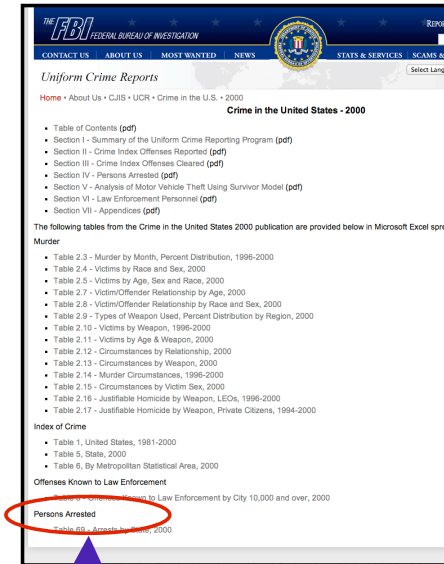 THE FBI FEDERAL BUREAU OF INVESTIGATION
REPOR
CONTACT US ABOUT US MOST WANTED NEWS STATS & SERVICES SCAMS &
Select Lang
Uniform Crime Reports
Home • About Us • CJIS • UCR • Crime in the U.S. • 2000
Crime in the United States - 2000
Table of Contents (pdf)
Section I - Summary of the Uniform Crime Reporting Program (pdf)
Section II - Crime Index Offenses Reported (pdf)
Section III - Crime Index Offenses Cleared (pdf)
Section IV - Persons Arrested (pdf)
Section V - Analysis of Motor Vehicle Theft Using Survivor Model (pdf)
Section VI - Law Enforcement Personnel (pdf)
Section VII - Appendices (pdf)
The following tables from the Crime in the United States 2000 publication are provided below in Microsoft Excel spre
Murder
Table 2.3 - Murder by Month, Percent Distribution, 1996-2000
Table 2.4 - Victims by Race and Sex, 2000
Table 2.5 - Victims by Age, Sex and Race, 2000
Table 2.7 - Victim/Offender Relationship by Age, 2000
Table 2.8 - Victim/Offender Relationship by Race and Sex, 2000
Table 2.9 - Types of Weapon Used, Percent Distribution by Region, 2000
Table 2.10 - Victims by Weapon, 1996-2000
Table 2.11 - Victims by Age & Weapon, 2000
Table 2.12 - Circumstances by Relationship, 2000
Table 2.13 - Circumstances by Weapon, 2000
Table 2.14 - Murder Circumstances, 1996-2000
Table 2.15 - Circumstances by Victim Sex, 2000
Table 2.16 - Justifiable Homicide by Weapon, LEOs, 1996-2000
Table 2.17 - Justifiable Homicide by Weapon, Private Citizens, 1994-2000
Index of Crime
Table 1, United States, 1981-2000
Table 5, State, 2000
Table 6, By Metropolitan Statistical Area, 2000
Offenses Known to Law Enforcement
Table 8 - Offenses Known to Law Enforcement by City 10,000 and over, 2000
Persons Arrested
Table 69 - Arrests by State, 2000